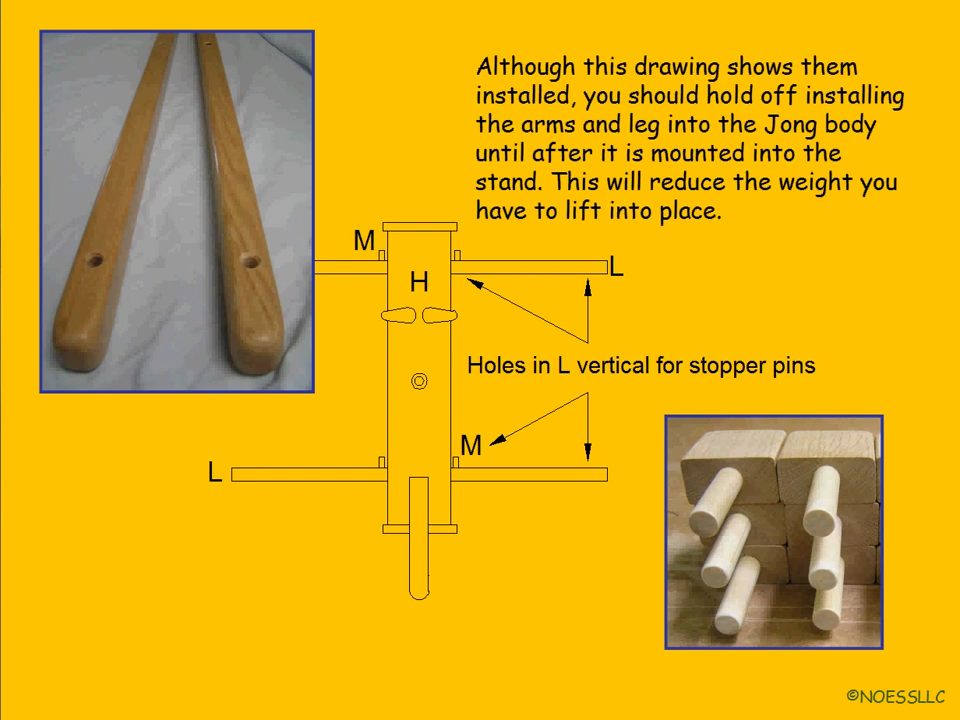 Although this drawing shows them
installed, you should hold off installing
the arms and leg into the Jong body
until after it is mounted into the
stand. This will reduce the weight you
have to lift into place.
M
L
H
Holes in L vertical for stopper pins
M
L
©NOESSLLC